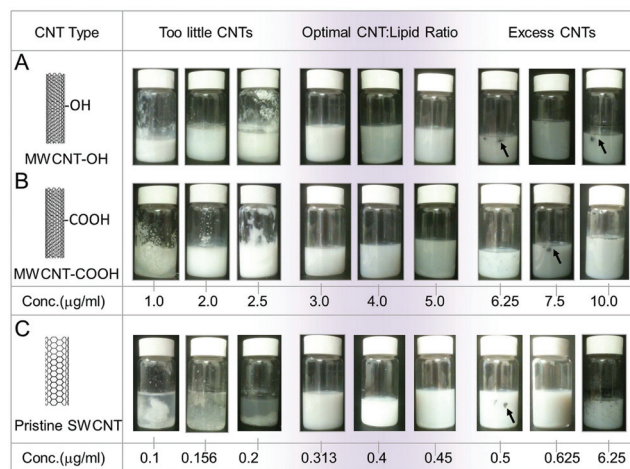 CNT Type Too little CNTs Optimal CNT:Lipid Ratio Excess CNTs
A
-OH
MWCNT-OH
B
-COOH
MWCNT-COOH
Conc.(μg/ml) 1.0 2.0 2.5 3.0 4.0 5.0 6.25 7.5 10.0
C
Pristine SWCNT
Conc.(μg/ml) 0.1 0.156 0.2 0.313 0.4 0.45 0.5 0.625 6.25